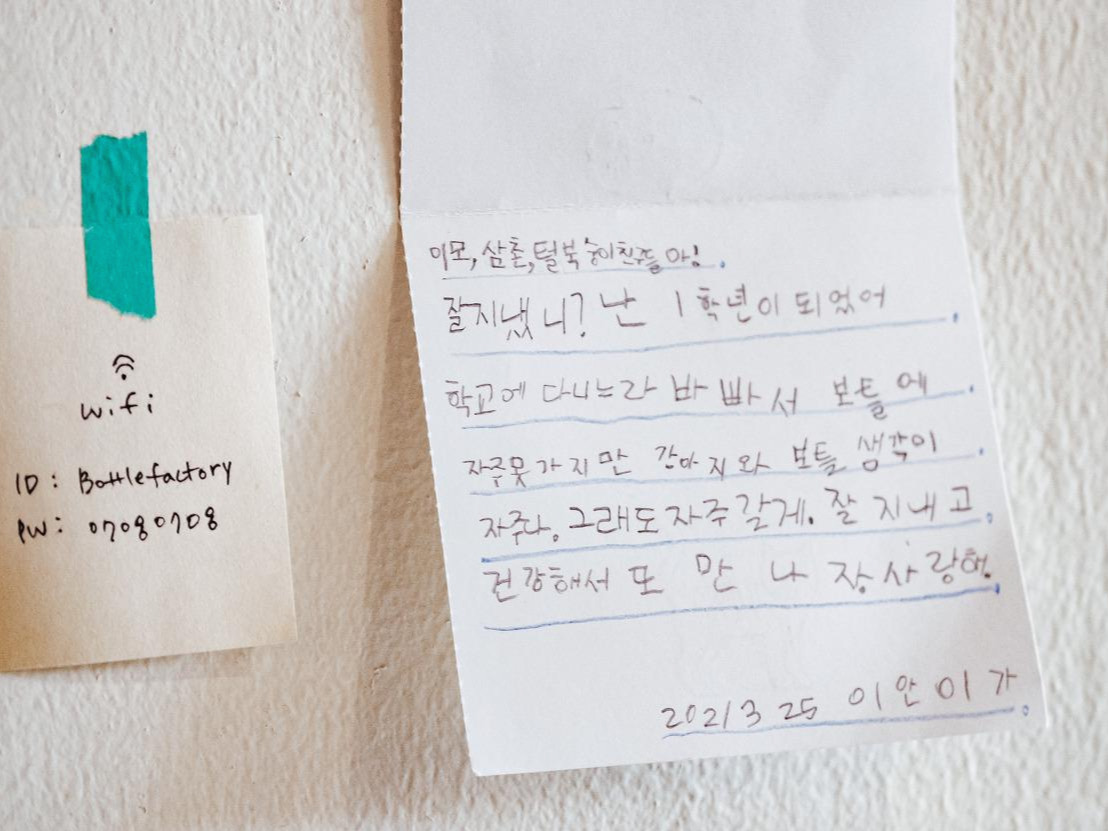 wifi
ID : Bottlefactory
PW : 07080708
이모, 삼촌, 털북숭이친구들아!
잘지냈니? 난 1학년이 되었어
학교에 다니느라 바빠서 보틀에
자주못가지만 강아지와 보틀 생각이
자주나. 그래도자주갈게. 잘 지내고
건강해서 또 만나장사랑해.
2021 3 25 이안이가